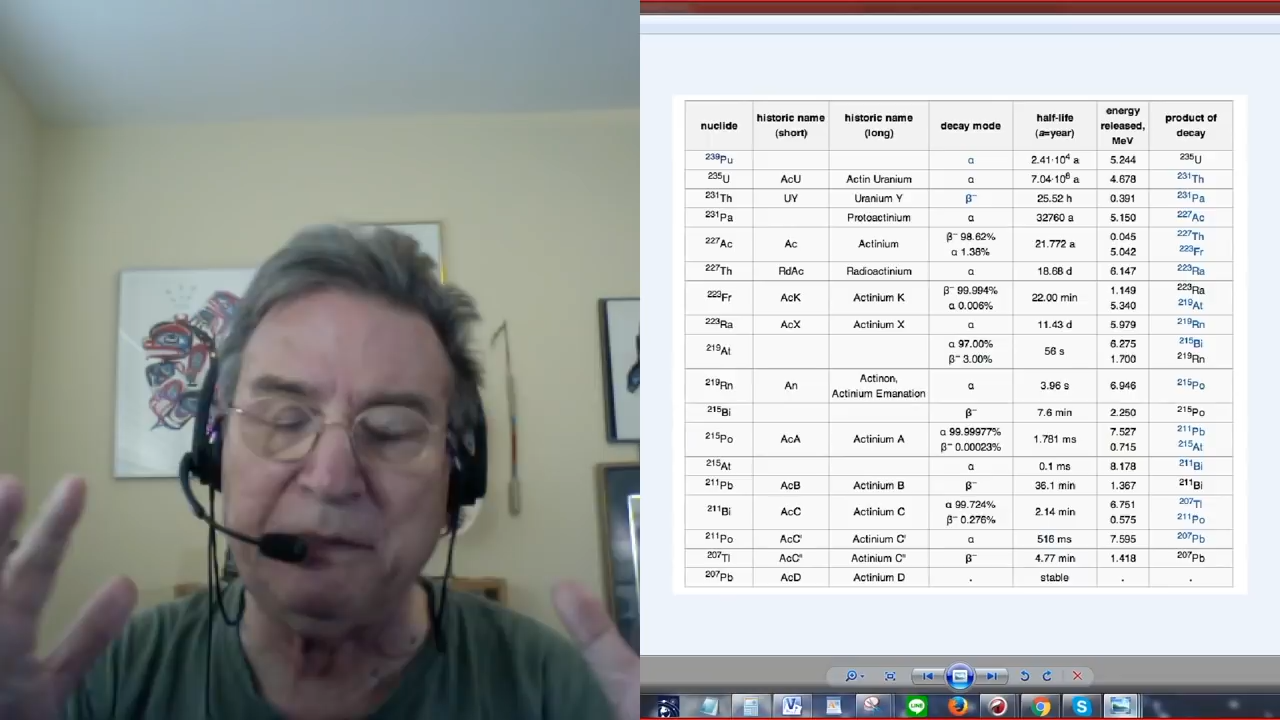 nuclide historic name (short) historic name (long) decay mode half-life (a=year) energy released, MeV product of decay
²³⁹Pu α 2.41·10⁴ a 5.244 ²³⁵U
²³⁵U AcU Actin Uranium α 7.04·10⁸ a 4.678 ²³¹Th
²³¹Th UY Uranium Y β⁻ 25.52 h 0.391 ²³¹Pa
²³¹Pa Protoactinium α 32760 a 5.150 ²²⁷Ac
²²⁷Ac Ac Actinium β⁻ 98.62% α 1.38% 21.772 a 0.045 5.042 ²²⁷Th ²²³Fr
²²⁷Th RdAc Radioactinium α 18.68 d 6.147 ²²³Ra
²²³Fr AcK Actinium K β⁻ 99.994% α 0.006% 22.00 min 1.149 5.340 ²²³Ra ²¹⁹At
²²³Ra AcX Actinium X α 11.43 d 5.979 ²¹⁹Rn
²¹⁹At α 97.00% β⁻ 3.00% 56 s 6.275 1.700 ²¹⁵Bi ²¹⁹Rn
²¹⁹Rn An Actinon, Actinium Emanation α 3.96 s 6.946 ²¹⁵Po
²¹⁵Bi β⁻ 7.6 min 2.250 ²¹⁵Po
²¹⁵Po AcA Actinium A α 99.99977% β⁻ 0.00023% 1.781 ms 7.527 0.715 ²¹¹Pb ²¹⁵At
²¹⁵At α 0.1 ms 8.178 ²¹¹Bi
²¹¹Pb AcB Actinium B β⁻ 36.1 min 1.367 ²¹¹Bi
²¹¹Bi AcC Actinium C α 99.724% β⁻ 0.276% 2.14 min 6.751 0.575 ²⁰⁷Tl ²¹¹Po
²¹¹Po AcC' Actinium C' α 516 ms 7.595 ²⁰⁷Pb
²⁰⁷Tl AcC" Actinium C" β⁻ 4.77 min 1.418 ²⁰⁷Pb
²⁰⁷Pb AcD Actinium D . stable . .
LINE